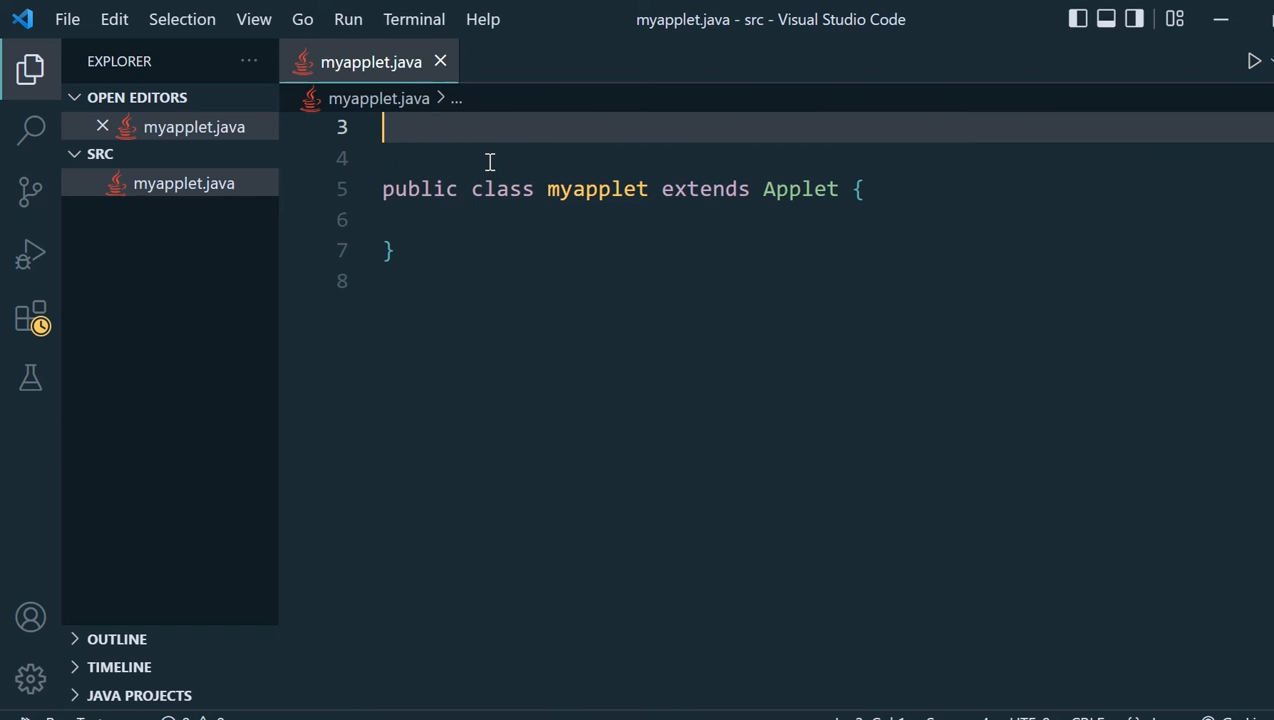 File Edit Selection View Go Run Terminal Help myapplet.java - src - Visual Studio Code
EXPLORER
OPEN EDITORS
myapplet.java
SRC
myapplet.java
OUTLINE
TIMELINE
JAVA PROJECTS
myapplet.java
myapplet.java > ...
3
4
5 public class myapplet extends Applet {
6
7 }
8